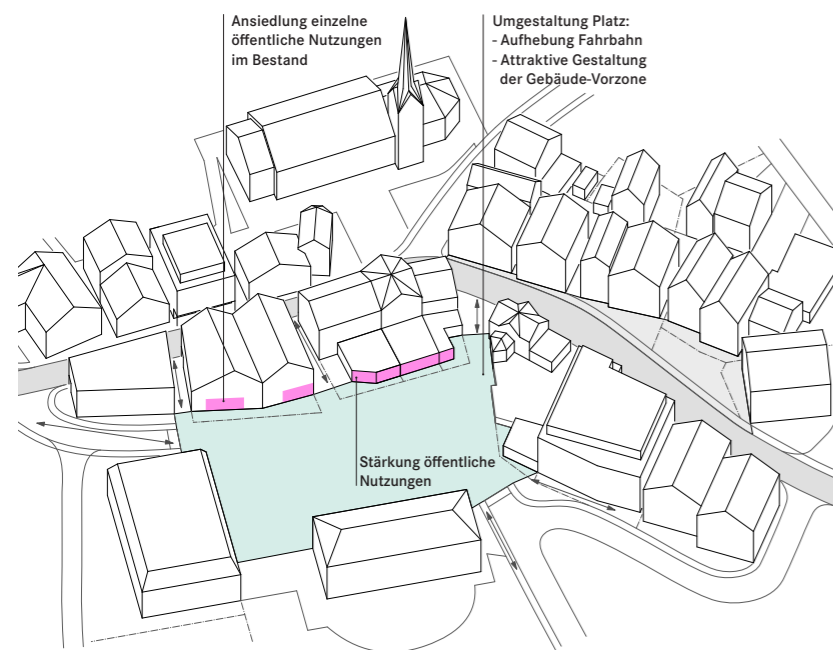 Ansiedlung einzelne
öffentliche Nutzungen
im Bestand
Umgestaltung Platz:
- Aufhebung Fahrbahn
- Attraktive Gestaltung
der Gebäude-Vorzone
Stärkung öffentliche
Nutzungen